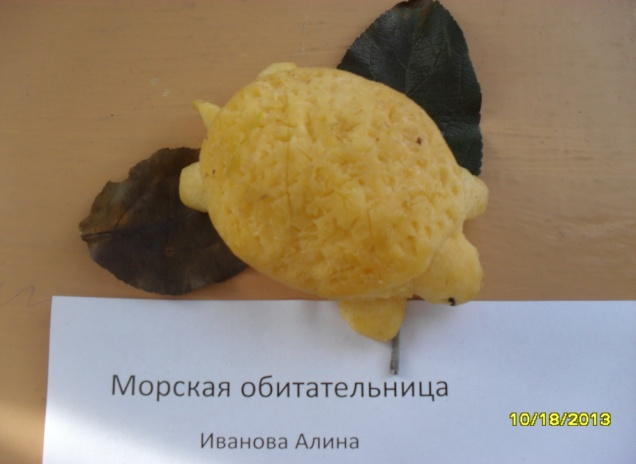 Морская обитательница
Иванова Алина
10/18/2013